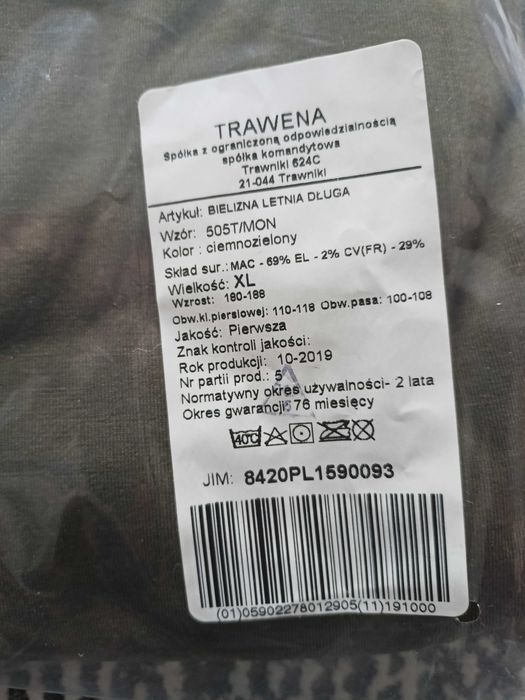 TRAWENA
Spółka z ograniczoną odpowiedzialnością
spółka komandytowa
Trawniki 624C
21-044 Trawniki
Artykuł: BIELIZNA LETNIA DŁUGA
Wzór: 505T/MON
Kolor : ciemnozielony
Skład sur.: MAC - 69% EL - 2% CV(FR) - 29%
Wielkość: XL
Wzrost: 180-188
Obw.kl.piersiowej: 110-118 Obw.pasa: 100-108
Jakość: Pierwsza
Znak kontroli jakości:
Rok produkcji: 10-2019
Nr partii prod.: 5
Normatywny okres używalności- 2 lata
Okres gwarancji: 76 miesięcy
40°C
JIM: 8420PL1590093
(01)05902278012905(11)191000